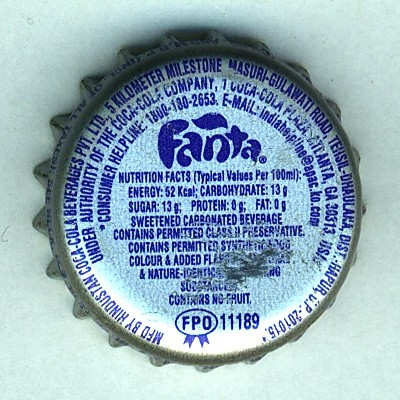 MFD BY HINDUSTAN COCA-COLA BEVERAGES PVT. LTD., KILOMETER MILESTONE MASURI-GULAWATI ROAD, TEHSIL-DHAULANA, DIST. HAPUR, U.P.-201015.
UNDER AUTHORITY OF THE COCA-COLA COMPANY, 1 COCA-COLA PLAZA, ATLANTA, GA 30313 USA.
*CONSUMER HELPLINE: 1800-180-2653. E-MAIL:
Fanta®
NUTRITION FACTS (Typical Values Per 100ml):
ENERGY: 52 Kcal; CARBOHYDRATE: 13 g
SUGAR: 13 g; PROTEIN: 0 g; FAT: 0 g
SWEETENED CARBONATED BEVERAGE
CONTAINS PERMITTED CLASS II PRESERVATIVE.
CONTAINS PERMITTED SYNTHETIC FOOD
COLOUR & ADDED
& NATURE-IDENTICAL
SUBSTANCES.
CONTAINS NO FRUIT.
FPO 11189